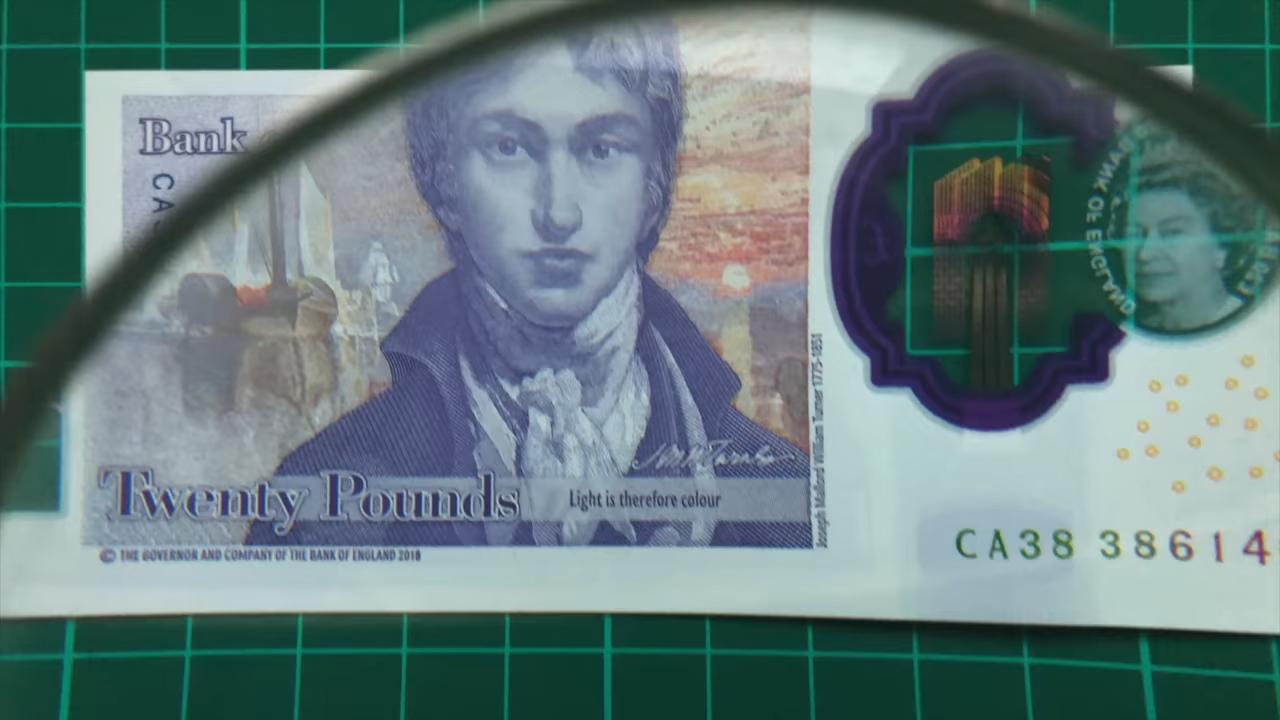 Bank
CA
Twenty Pounds
Light is therefore colour
© THE GOVERNOR AND COMPANY OF THE BANK OF ENGLAND 2018
Joseph Mallord William Turner 1775-1851
BANK OF ENGLAND
CA38 38614